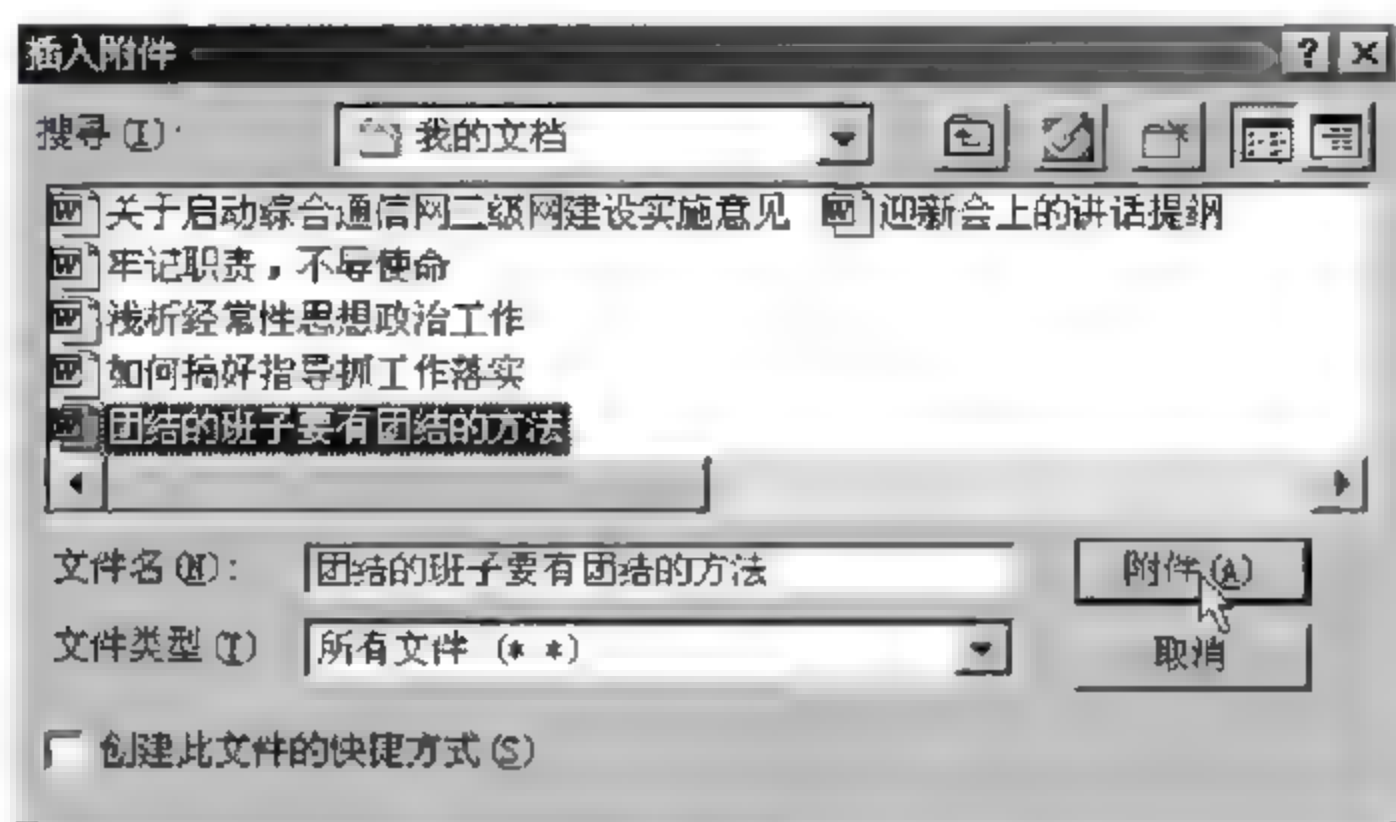 插入附件
搜寻(I):
我的文档
关于启动综合通信网二级网建设实施意见
迎新会上的讲话提纲
牢记职责，不辱使命
浅析经常性思想政治工作
如何搞好指导抓工作落实
团结的班子要有团结的方法
文件名(N):
团结的班子要有团结的方法
附件(A)
文件类型(T)
所有文件 (* *)
取消
创建此文件的快捷方式(S)